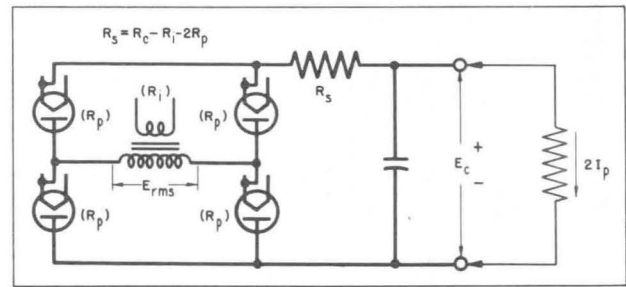 R_s = R_c - R_i - 2R_p
(R_p)
(R_i)
(R_p)
R_s
E_rms
(R_p)
(R_p)
E_c
+
-
2I_p